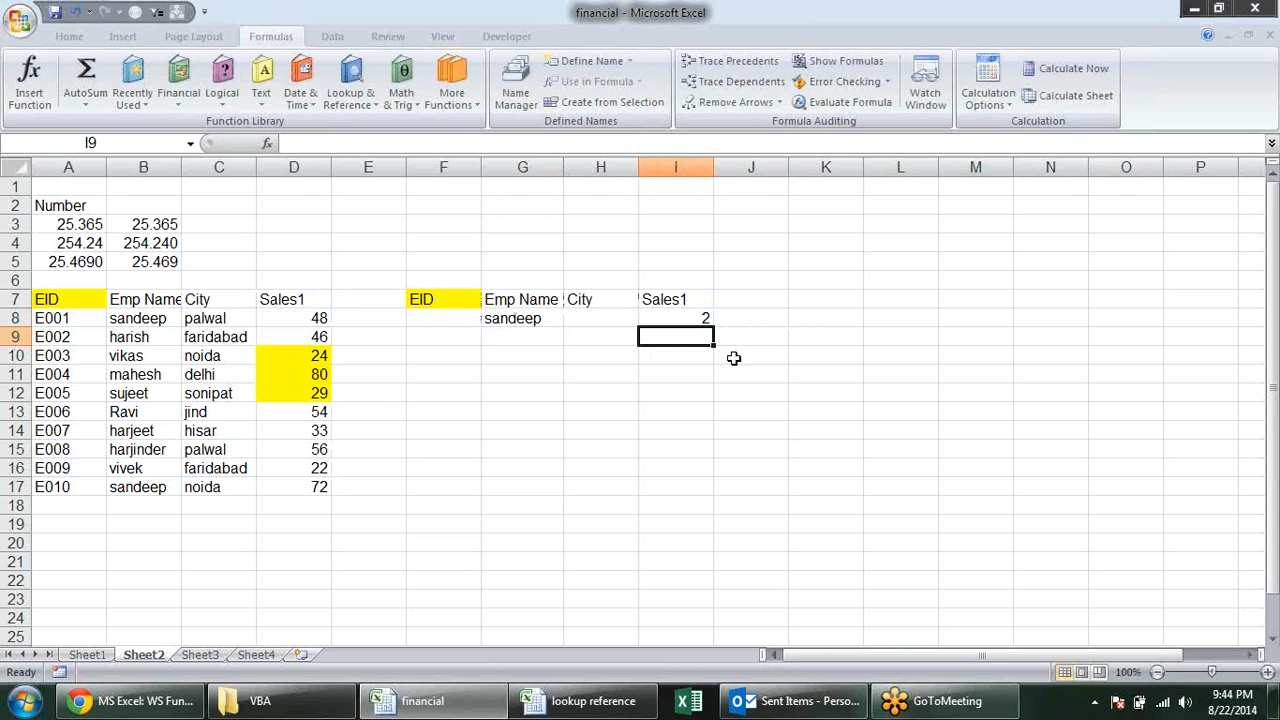 financial - Microsoft Excel
Home Insert Page Layout Formulas Data Review View Developer
Insert Function
AutoSum
Recently Used
Financial
Logical
Text
Date & Time
Lookup & Reference
Math & Trig
More Functions
Function Library
Name Manager
Define Name
Use in Formula
Create from Selection
Defined Names
Trace Precedents
Trace Dependents
Remove Arrows
Show Formulas
Error Checking
Evaluate Formula
Watch Window
Formula Auditing
Calculation Options
Calculate Now
Calculate Sheet
Calculation
I9 fx
A B C D E F G H I J K L M N O P
1
2 Number
3 25.365 25.365
4 254.24 254.240
5 25.4690 25.469
6
7 EID Emp Name City Sales1 EID Emp Name City Sales1
8 E001 sandeep palwal 48 sandeep 2
9 E002 harish faridabad 46
10 E003 vikas noida 24
11 E004 mahesh delhi 80
12 E005 sujeet sonipat 29
13 E006 Ravi jind 54
14 E007 harjeet hisar 33
15 E008 harjinder palwal 56
16 E009 vivek faridabad 22
17 E010 sandeep noida 72
18
19
20
21
22
23
24
25
Sheet1 Sheet2 Sheet3 Sheet4
Ready 100%
MS Excel: WS Fun... VBA financial lookup reference Sent Items - Perso... GoToMeeting 9:44 PM
8/22/2014